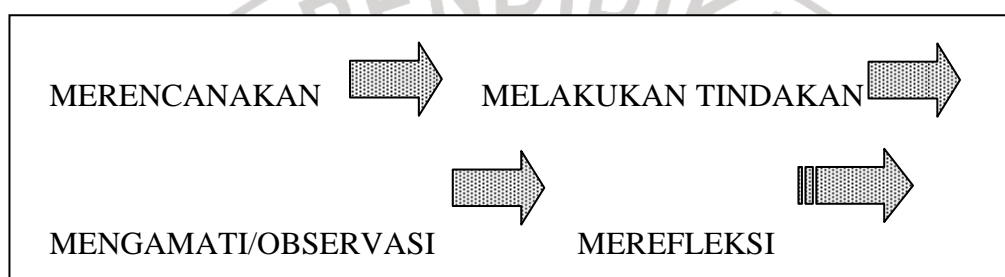 MERENCANAKAN MELAKUKAN TINDAKAN
MENGAMATI/OBSERVASI MEREFLEKSI